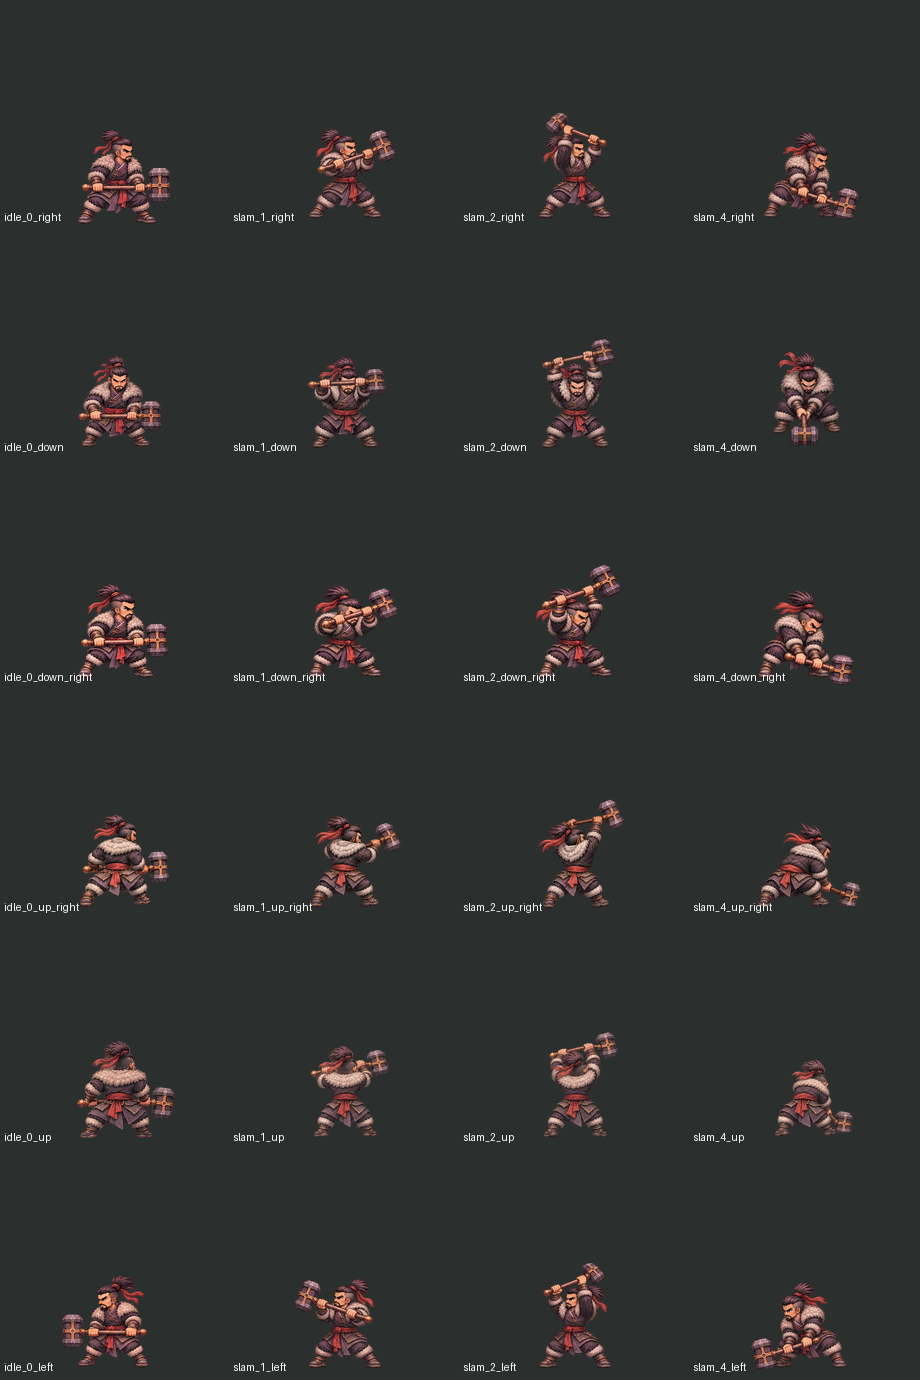 idle_0_right
slam_1_right
slam_2_right
slam_4_right
idle_0_down
slam_1_down
slam_2_down
slam_4_down
idle_0_down_right
slam_1_down_right
slam_2_down_right
slam_4_down_right
idle_0_up_right
slam_1_up_right
slam_2_up_right
slam_4_up_right
idle_0_up
slam_1_up
slam_2_up
slam_4_up
idle_0_left
slam_1_left
slam_2_left
slam_4_left